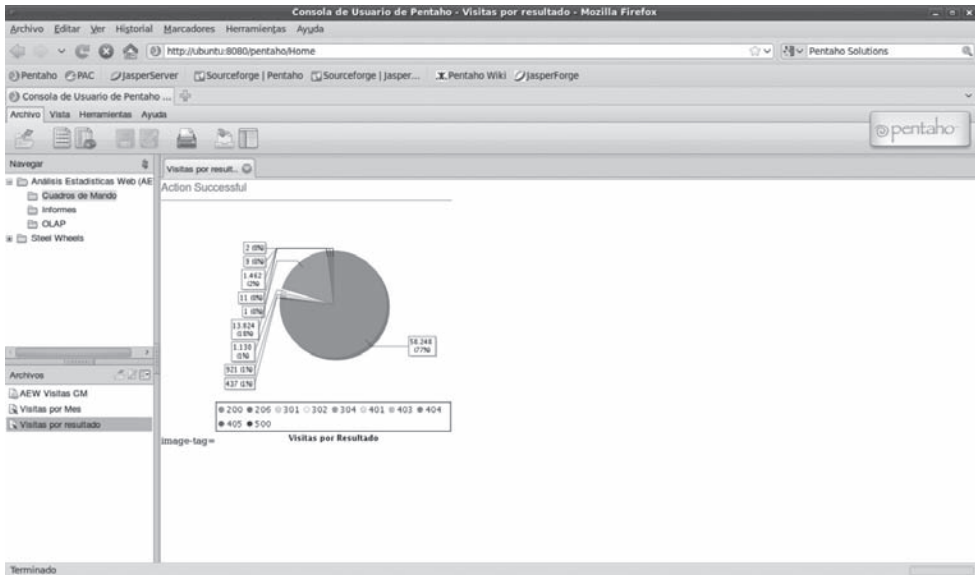 Consola de Usuario de Pentaho - Visitas por resultado - Mozilla Firefox
Archivo Editar Ver Historial Marcadores Herramientas Ayuda
http://ubuntu:8080/pentaho/Home
Pentaho Solutions
Pentaho PAC JasperServer Sourceforge | Pentaho Sourceforge | Jasper... Pentaho Wiki JasperForge
Consola de Usuario de Pentaho ...
Archivo Vista Herramientas Ayuda
pentaho
Navegar
Visitas por result..
Análisis Estadisticas Web (AE
Cuadros de Mando
Informes
OLAP
Steel Wheels
Action Successful
2 (0%)
1.462
(2%)
11 (0%)
1 (0%)
13.824
(18%)
1.130
(1%)
921 (1%)
437 (1%)
58.248
(77%)
200 206 301 302 304 401 403 404
405 500
image-tag=
Visitas por Resultado
Archivos
AEW Visitas GM
Visitas por Mes
Visitas por resultado
Terminado